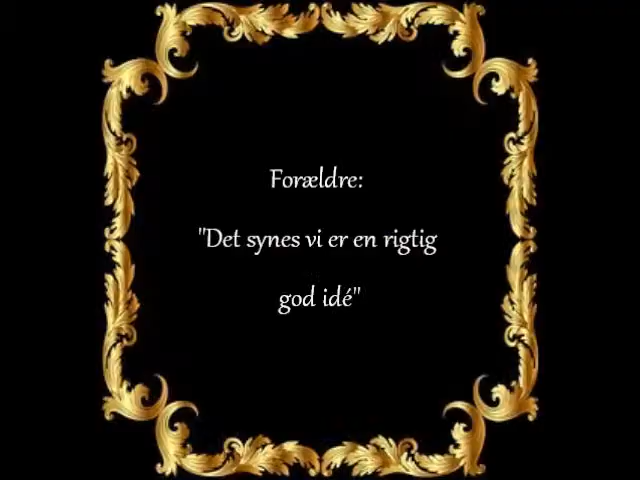 Forældre:
"Det synes vi er en rigtig
god idé"